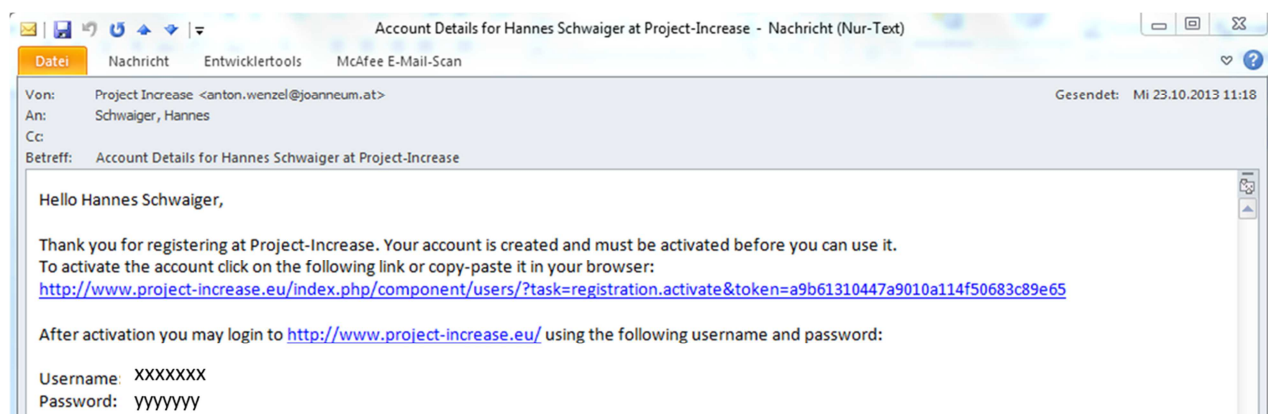 Account Details for Hannes Schwaiger at Project-Increase - Nachricht (Nur-Text)
Datei Nachricht Entwicklertools McAfee E-Mail-Scan
Von: Project Increase <anton.wenzel@joanneum.at> Gesendet: Mi 23.10.2013 11:18
An: Schwaiger, Hannes
Cc:
Betreff: Account Details for Hannes Schwaiger at Project-Increase
Hello Hannes Schwaiger,
Thank you for registering at Project-Increase. Your account is created and must be activated before you can use it.
To activate the account click on the following link or copy-paste it in your browser:
http://www.project-increase.eu/index.php/component/users/?task=registration.activate&token=a9b61310447a9010a114f50683c89e65
After activation you may login to http://www.project-increase.eu/ using the following username and password:
Username: XXXXXXX
Password: yyyyyyy